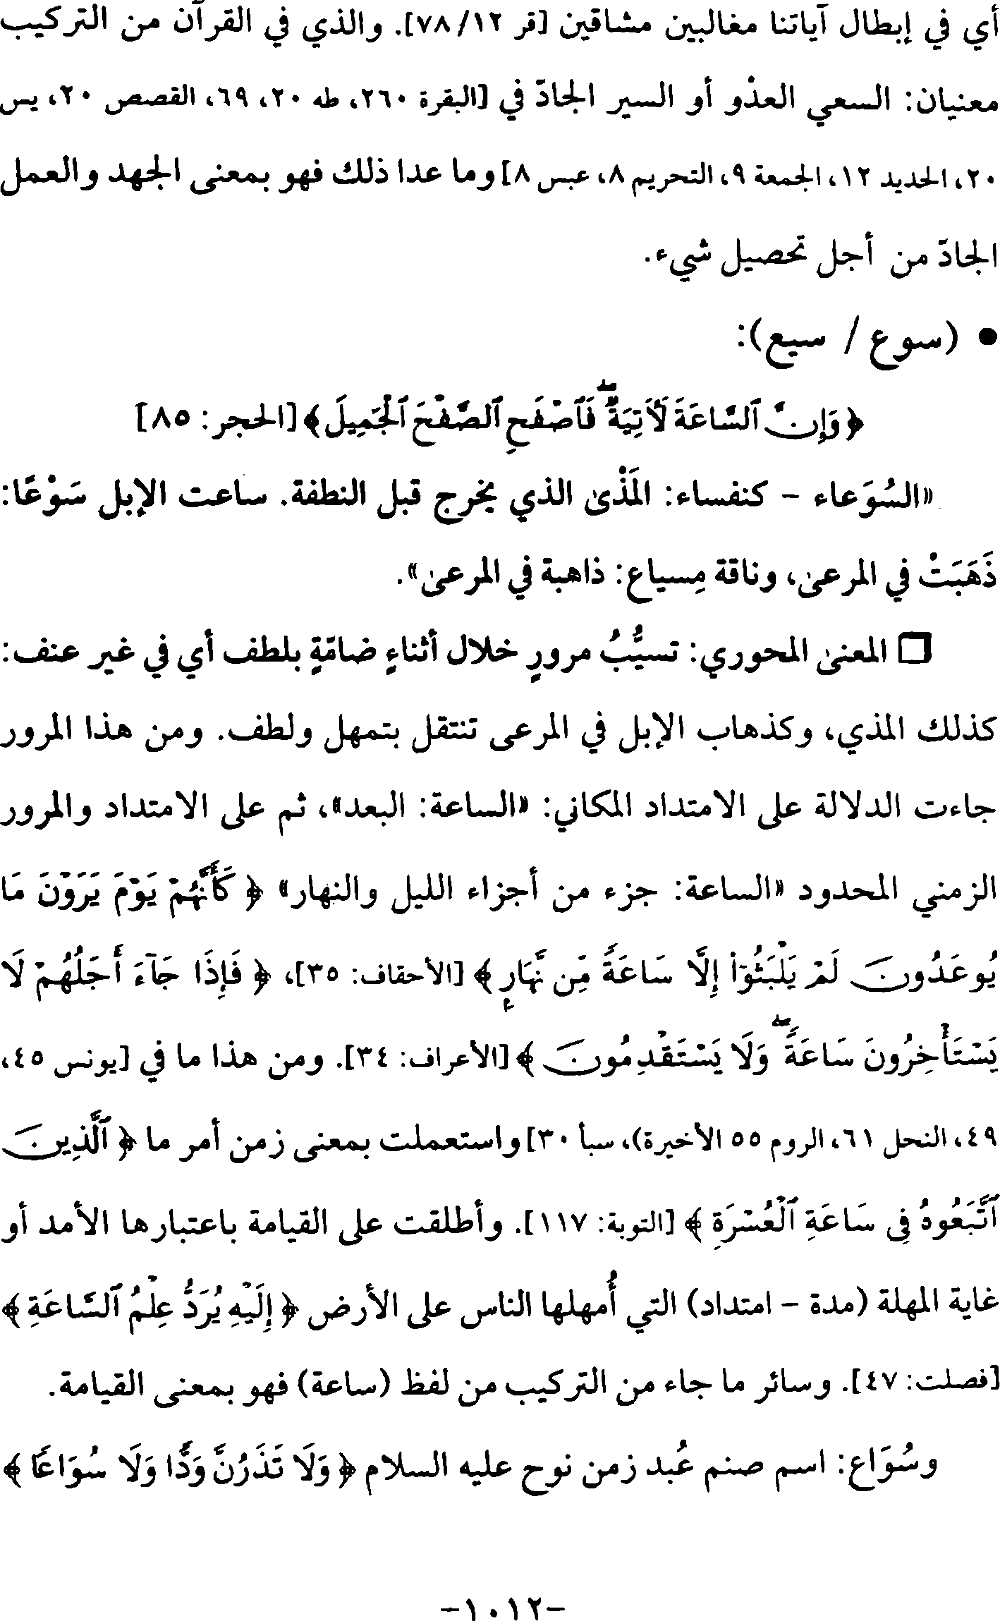 أي في إبطال آياتنا مغالبين مشاقين [قر ١٢/ ٧٨]. والذي في القرآن من التركيب
معنيان: السعي العذو أو السير الجادّ في [البقرة ٢٦٠، طه ٢٠، ٦٩، القصص ٢٠، يس
٢٠، الحديد ١٢، الجمعة ٩، التحريم ٨، عبس ٨] وما عدا ذلك فهو بمعنى الجهد والعمل
الجادّ من أجل تحصيل شيء.
• (سوع / سيع):
﴿وَإِنَّ ٱلسَّاعَةَ لَأٓتِيَةٌۖ فَٱصْفَحِ ٱلصَّفْحَ ٱلْجَمِيلَ﴾ [الحجر: ٨٥]
«السُوَعاء - كنفساء: المَذْىٰ الذي يخرج قبل النطفة. ساعت الإبل سَوْعًا:
ذَهَبَتْ في المرعىٰ، وناقة مِسياع: ذاهبة في المرعىٰ».
❏ المعنىٰ المحوري: تسيُّبُ مرورٍ خلال أثناءٍ ضامّةٍ بلطف أي في غير عنف:
كذلك المذي، وكذهاب الإبل في المرعى تنتقل بتمهل ولطف. ومن هذا المرور
جاءت الدلالة على الامتداد المكاني: «الساعة: البعد»، ثم على الامتداد والمرور
الزمني المحدود «الساعة: جزء من أجزاء الليل والنهار» ﴿كَأَنَّهُمْ يَوْمَ يَرَوْنَ مَا
يُوعَدُونَ لَمْ يَلْبَثُوٓا۟ إِلَّا سَاعَةً مِّن نَّهَارٍۭ﴾ [الأحقاف: ٣٥]، ﴿فَإِذَا جَآءَ أَجَلُهُمْ لَا
يَسْتَأْخِرُونَ سَاعَةًۖ وَلَا يَسْتَقْدِمُونَ﴾ [الأعراف: ٣٤]. ومن هذا ما في [يونس ٤٥،
٤٩، النحل ٦١، الروم ٥٥ الأخيرة)، سبأ ٣٠] واستعملت بمعنى زمن أمر ما ﴿ٱلَّذِينَ
ٱتَّبَعُوهُ فِى سَاعَةِ ٱلْعُسْرَةِ﴾ [التوبة: ١١٧]. وأطلقت على القيامة باعتبارها الأمد أو
غاية المهلة (مدة - امتداد) التي أُمهلها الناس على الأرض ﴿إِلَيْهِ يُرَدُّ عِلْمُ ٱلسَّاعَةِ﴾
[فصلت: ٤٧]. وسائر ما جاء من التركيب من لفظ (ساعة) فهو بمعنى القيامة.
وسُوَاع: اسم صنم عُبد زمن نوح عليه السلام ﴿وَلَا تَذَرُنَّ وَدًّا وَلَا سُوَاعًا﴾
-١٠١٢-